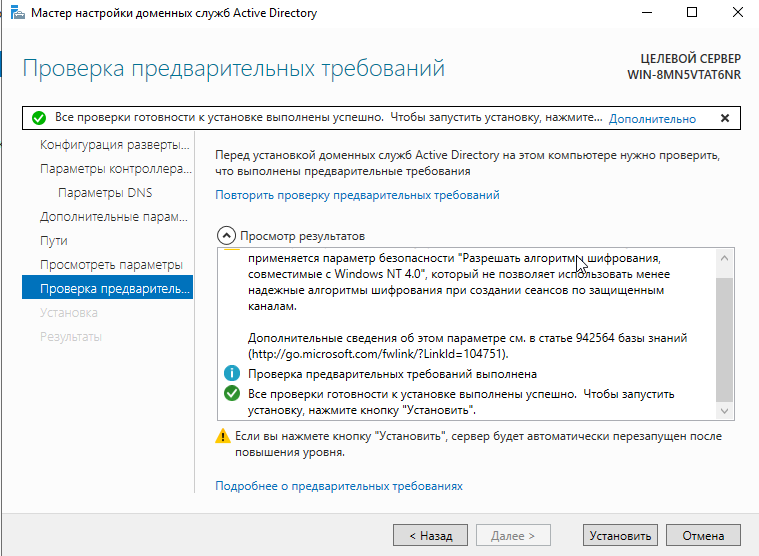 Мастер настройки доменных служб Active Directory
Проверка предварительных требований
ЦЕЛЕВОЙ СЕРВЕР
WIN-8MN5VTAT6NR
Все проверки готовности к установке выполнены успешно. Чтобы запустить установку, нажмите... Дополнительно
Конфигурация разверты...
Параметры контроллера...
Параметры DNS
Дополнительные парам...
Пути
Просмотреть параметры
Проверка предваритель...
Установка
Результаты
Перед установкой доменных служб Active Directory на этом компьютере нужно проверить,
что выполнены предварительные требования
Повторить проверку предварительных требований
Просмотр результатов
применяется параметр безопасности "Разрешать алгоритмы шифрования,
совместимые с Windows NT 4.0", который не позволяет использовать менее
надежные алгоритмы шифрования при создании сеансов по защищенным
каналам.
Дополнительные сведения об этом параметре см. в статье 942564 базы знаний
(http://go.microsoft.com/fwlink/?LinkId=104751).
Проверка предварительных требований выполнена
Все проверки готовности к установке выполнены успешно. Чтобы запустить
установку, нажмите кнопку "Установить".
Если вы нажмете кнопку "Установить", сервер будет автоматически перезапущен после
повышения уровня.
Подробнее о предварительных требованиях
< Назад
Далее >
Установить
Отмена